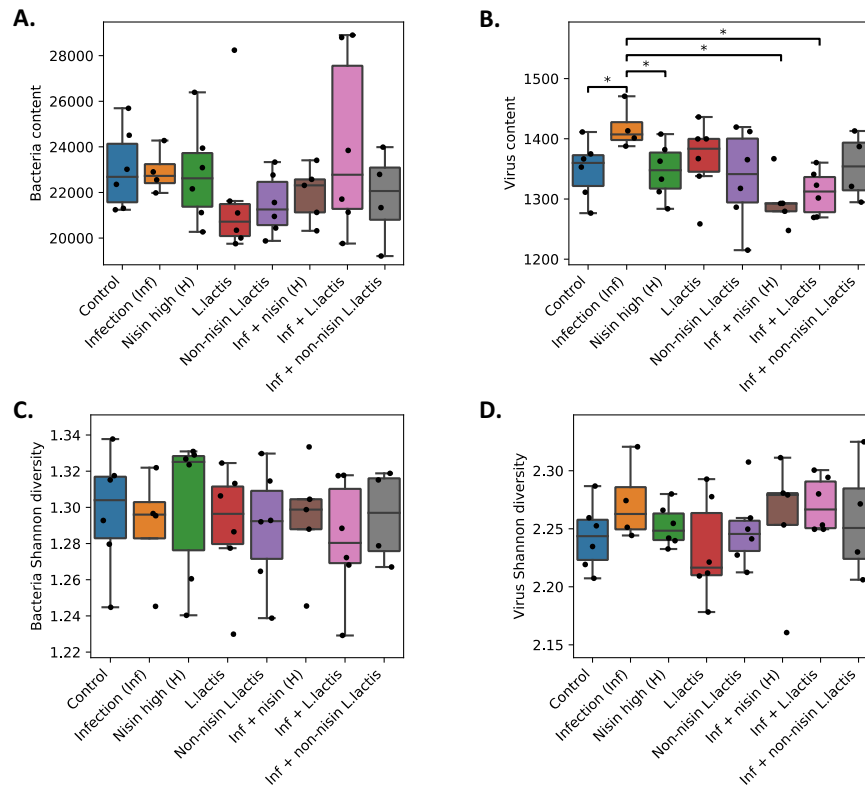 A.
Bacteria content
28000
26000
24000
22000
20000
Control
Infection (Inf)
Nisin high (H)
L.lactis
Non-nisin L.lactis
Inf + nisin (H)
Inf + L.lactis
Inf + non-nisin L.lactis
B.
Virus content
1500
1400
1300
1200
*
*
*
*
Control
Infection (Inf)
Nisin high (H)
L.lactis
Non-nisin L.lactis
Inf + nisin (H)
Inf + L.lactis
Inf + non-nisin L.lactis
C.
Bacteria Shannon diversity
1.34
1.32
1.30
1.28
1.26
1.24
1.22
Control
Infection (Inf)
Nisin high (H)
L.lactis
Non-nisin L.lactis
Inf + nisin (H)
Inf + L.lactis
Inf + non-nisin L.lactis
D.
Virus Shannon diversity
2.30
2.25
2.20
2.15
Control
Infection (Inf)
Nisin high (H)
L.lactis
Non-nisin L.lactis
Inf + nisin (H)
Inf + L.lactis
Inf + non-nisin L.lactis